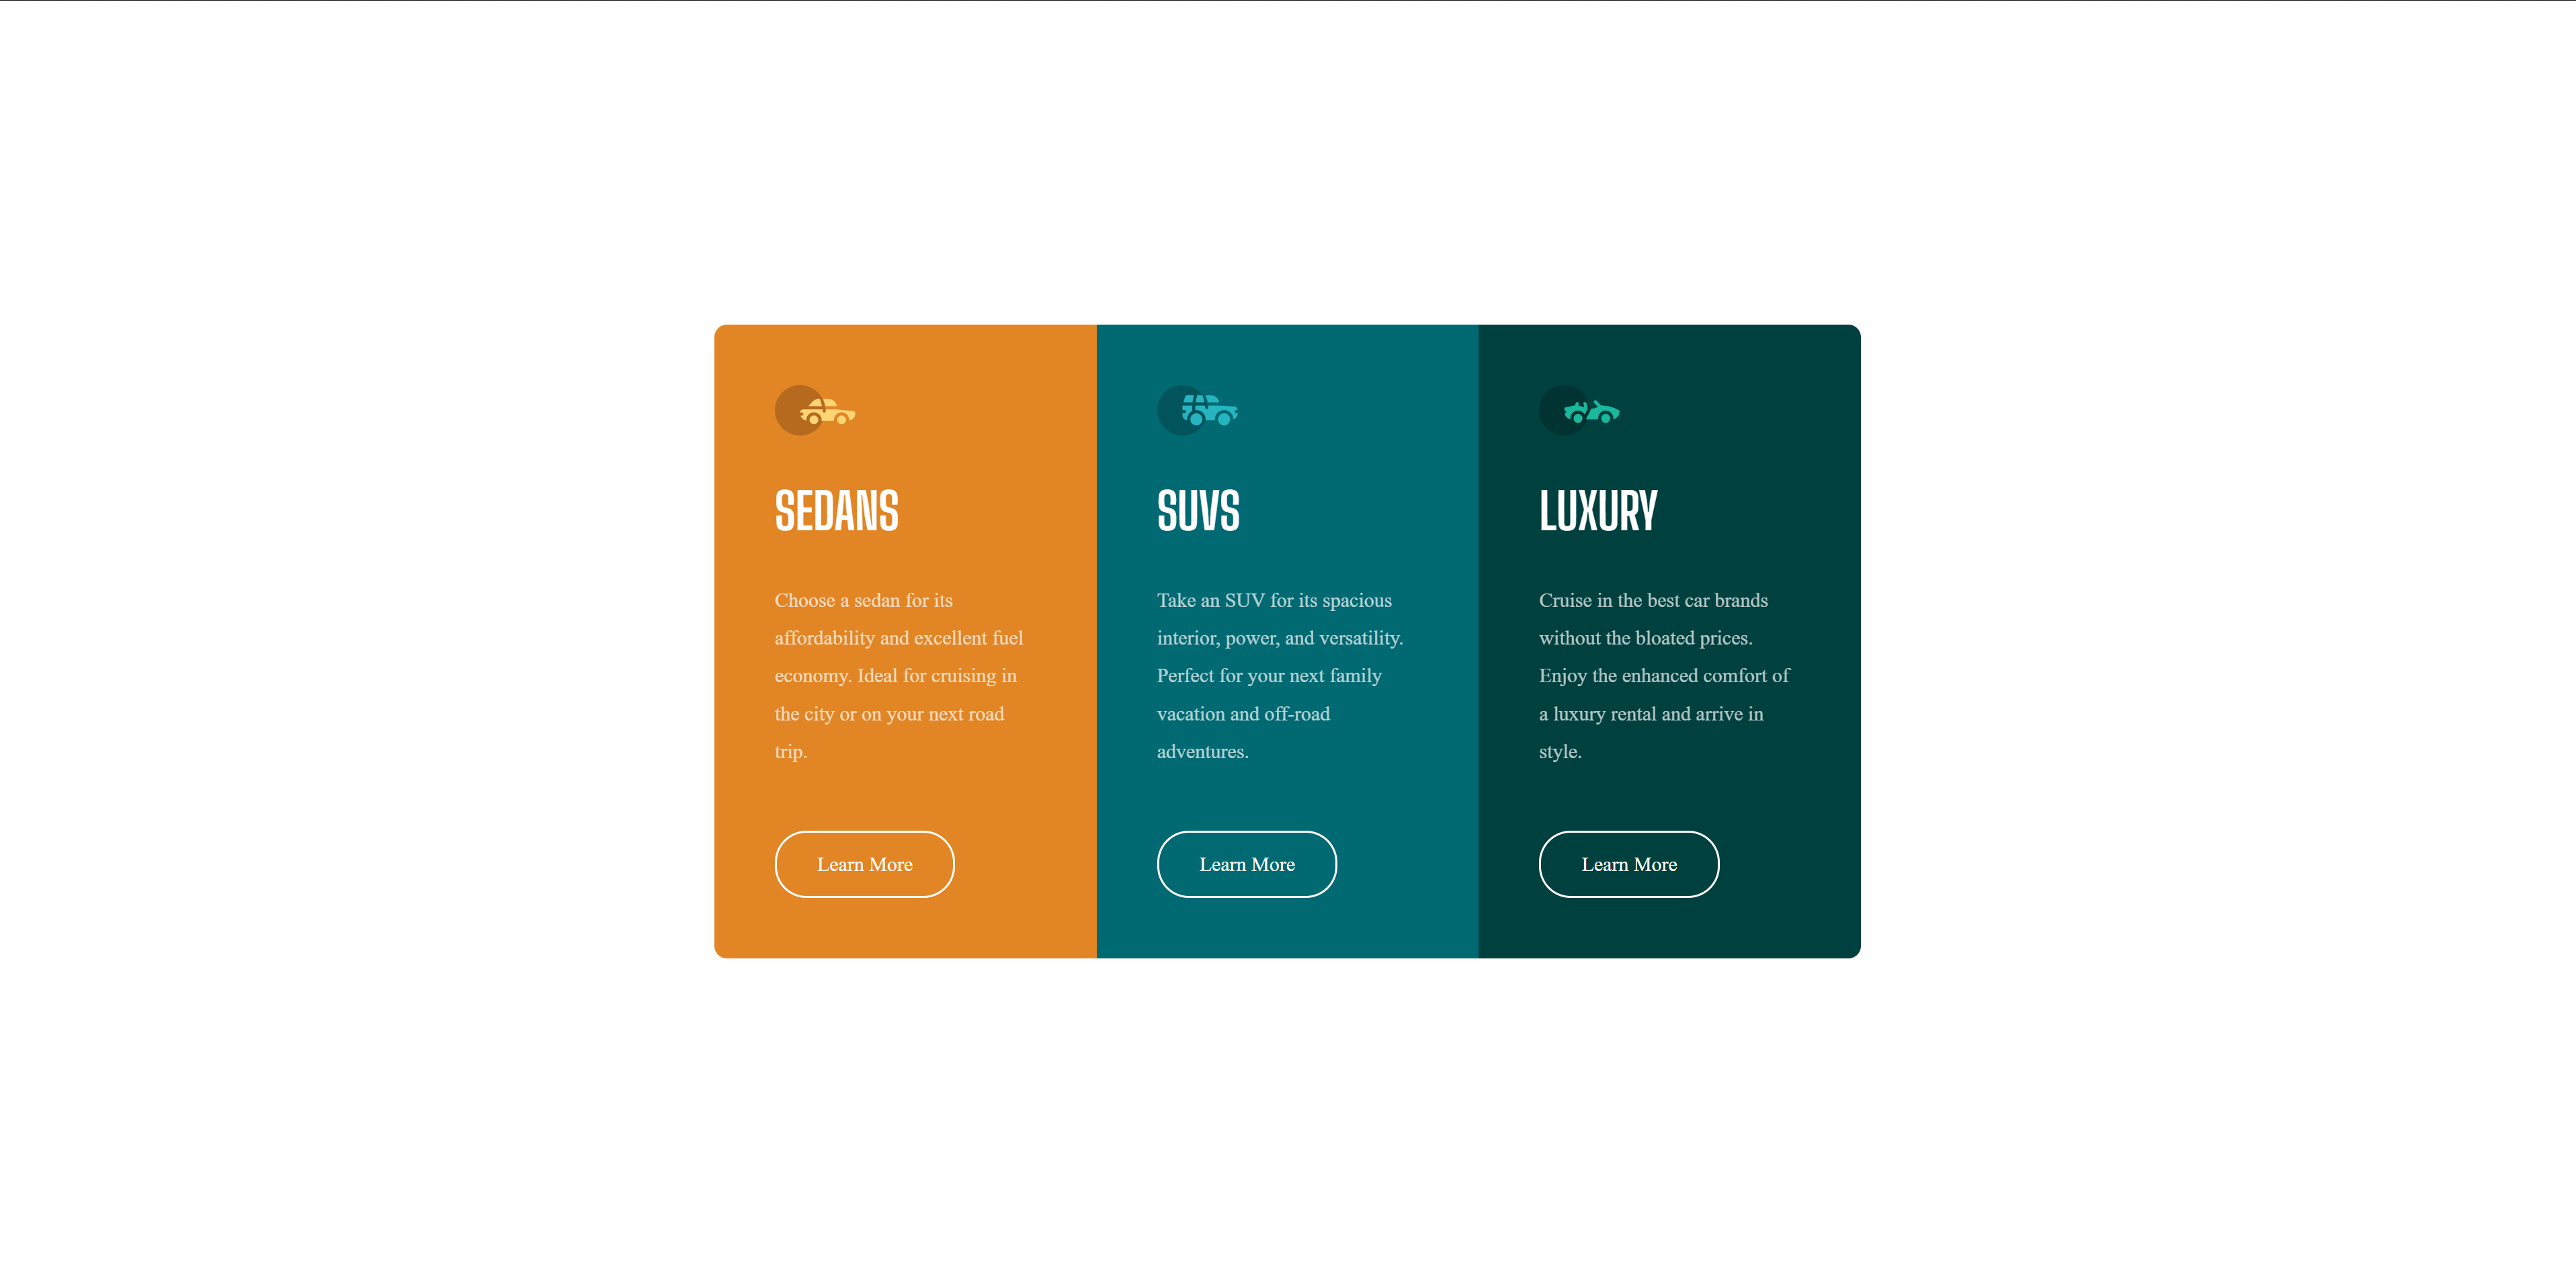 SEDANS
Choose a sedan for its
affordability and excellent fuel
economy. Ideal for cruising in
the city or on your next road
trip.
Learn More
SUVS
Take an SUV for its spacious
interior, power, and versatility.
Perfect for your next family
vacation and off-road
adventures.
Learn More
LUXURY
Cruise in the best car brands
without the bloated prices.
Enjoy the enhanced comfort of
a luxury rental and arrive in
style.
Learn More